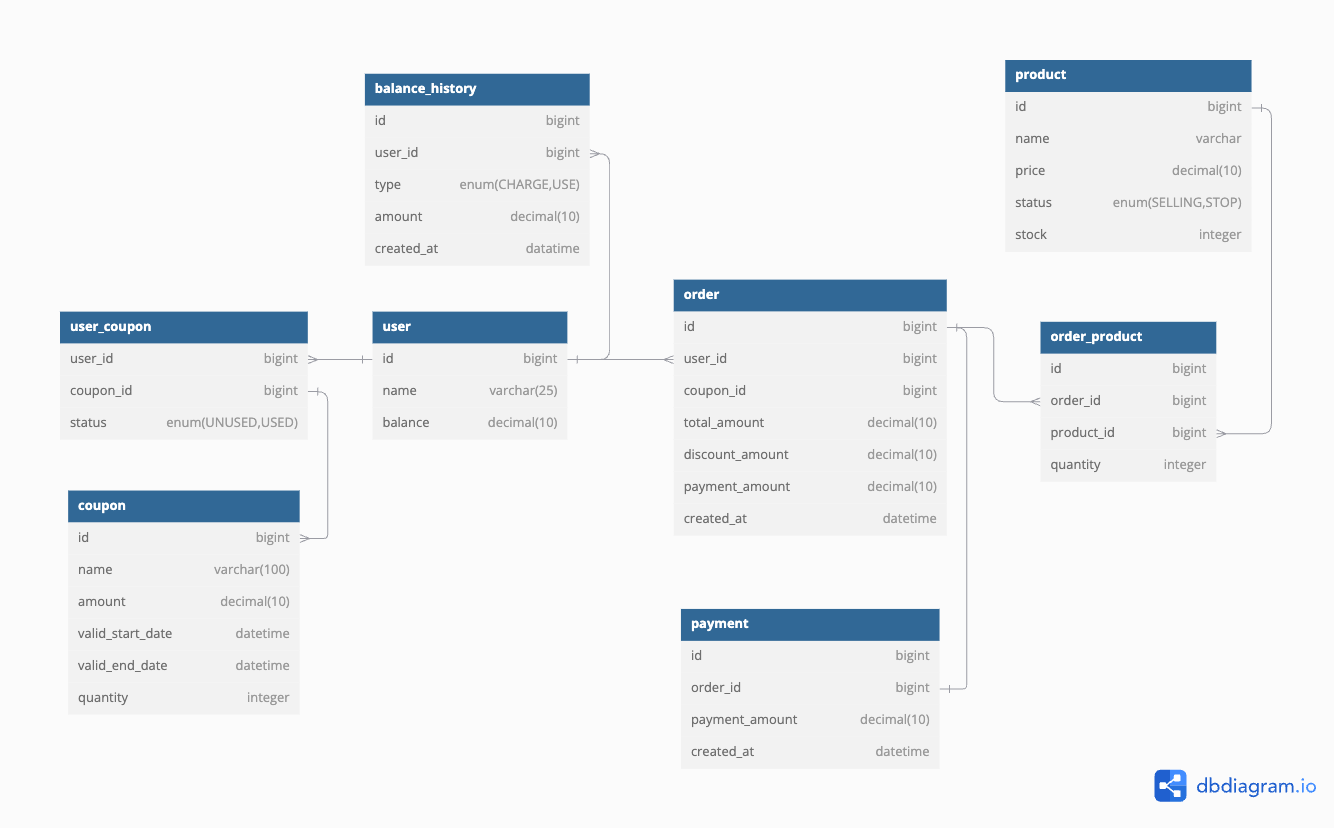 balance_history
id bigint
user_id bigint
type enum(CHARGE,USE)
amount decimal(10)
created_at datatime
product
id bigint
name varchar
price decimal(10)
status enum(SELLING,STOP)
stock integer
user_coupon
user_id bigint
coupon_id bigint
status enum(UNUSED,USED)
user
id bigint
name varchar(25)
balance decimal(10)
order
id bigint
user_id bigint
coupon_id bigint
total_amount decimal(10)
discount_amount decimal(10)
payment_amount decimal(10)
created_at datetime
order_product
id bigint
order_id bigint
product_id bigint
quantity integer
coupon
id bigint
name varchar(100)
amount decimal(10)
valid_start_date datetime
valid_end_date datetime
quantity integer
payment
id bigint
order_id bigint
payment_amount decimal(10)
created_at datetime
dbdiagram.io